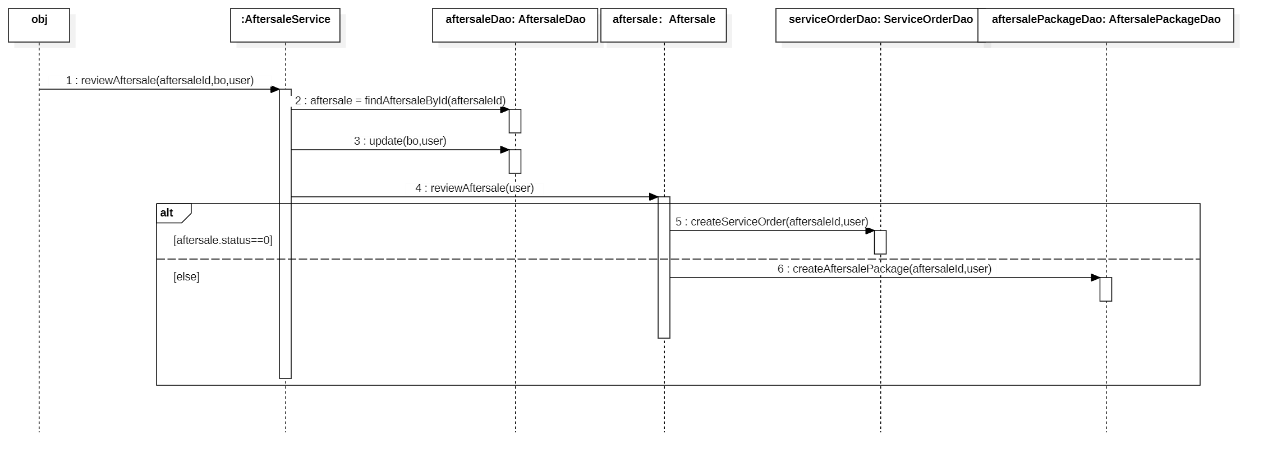 obj
:AftersaleService
aftersaleDao: AftersaleDao
aftersale： Aftersale
serviceOrderDao: ServiceOrderDao
aftersalePackageDao: AftersalePackageDao
1 : reviewAftersale(aftersaleId,bo,user)
2 : aftersale = findAftersaleById(aftersaleId)
3 : update(bo,user)
4 : reviewAftersale(user)
alt
5 : createServiceOrder(aftersaleId,user)
[aftersale.status==0]
6 : createAftersalePackage(aftersaleId,user)
[else]